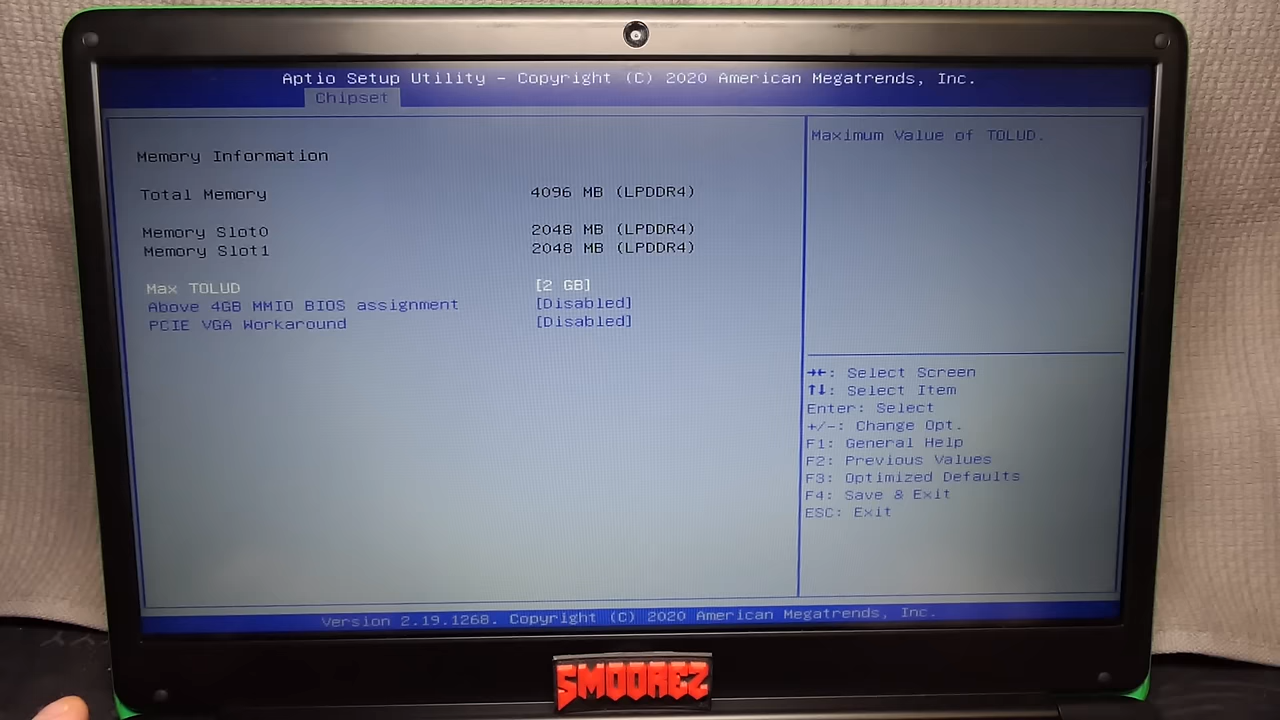 Aptio Setup Utility - Copyright (C) 2020 American Megatrends, Inc.
Chipset
Memory Information
Total Memory 4096 MB (LPDDR4)
Memory Slot0 2048 MB (LPDDR4)
Memory Slot1 2048 MB (LPDDR4)
Max TOLUD [2 GB]
Above 4GB MMIO BIOS assignment [Disabled]
PCIE VGA Workaround [Disabled]
Maximum Value of TOLUD.
→←: Select Screen
↑↓: Select Item
Enter: Select
+/-: Change Opt.
F1: General Help
F2: Previous Values
F3: Optimized Defaults
F4: Save & Exit
ESC: Exit
Version 2.19.1268. Copyright (C) 2020 American Megatrends, Inc.
SMOOREZ